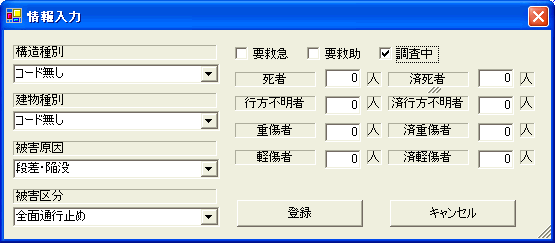 情報入力
構造種別
コード無し
建物種別
コード無し
被害原因
段差・陥没
被害区分
全面通行止め
要救急 要救助 調査中
死者 0 人 済死者 0 人
行方不明者 0 人 済行方不明者 0 人
重傷者 0 人 済重傷者 0 人
軽傷者 0 人 済軽傷者 0 人
登録 キャンセル